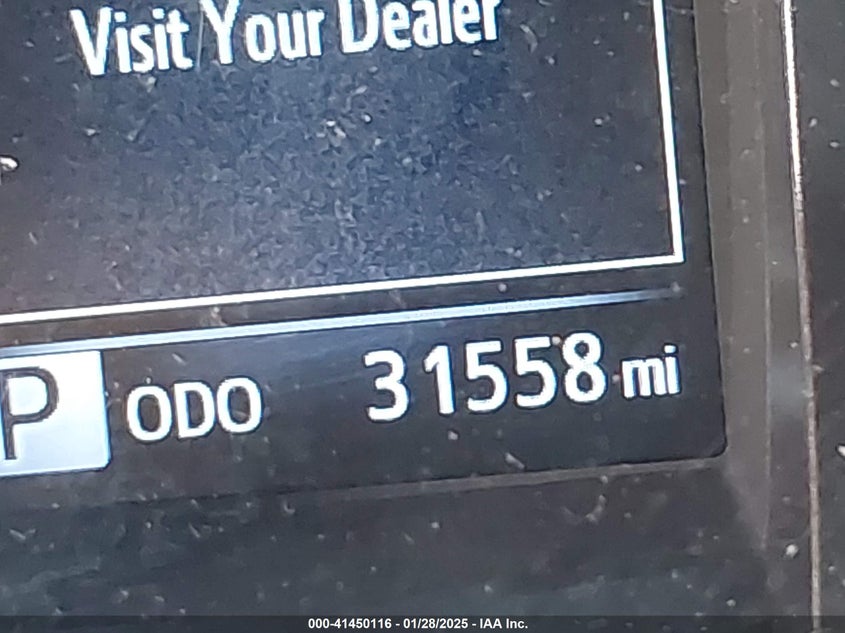 Visit Your Dealer
P ODO 31558 mi
000-41450116 - 01/28/2025 - IAA Inc.